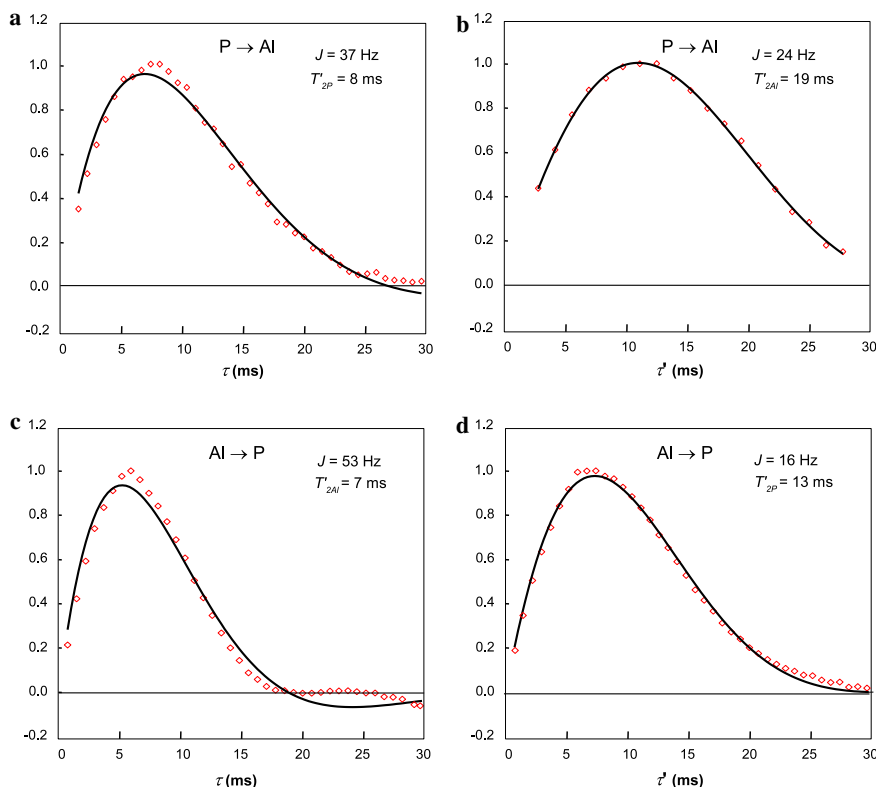 a
P → Al
J = 37 Hz
T'2P = 8 ms
1.2
1.0
0.8
0.6
0.4
0.2
0.0
-0.2
0 5 10 15 20 25 30
τ (ms)
b
P → Al
J = 24 Hz
T'2Al = 19 ms
1.2
1.0
0.8
0.6
0.4
0.2
0.0
-0.2
0 5 10 15 20 25 30
τ' (ms)
c
Al → P
J = 53 Hz
T'2Al = 7 ms
1.2
1.0
0.8
0.6
0.4
0.2
0.0
-0.2
0 5 10 15 20 25 30
τ (ms)
d
Al → P
J = 16 Hz
T'2P = 13 ms
1.2
1.0
0.8
0.6
0.4
0.2
0.0
-0.2
0 5 10 15 20 25 30
τ' (ms)